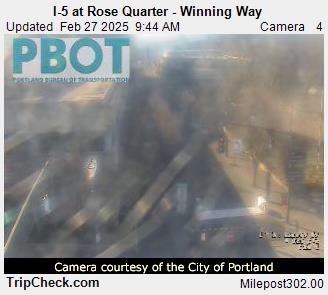 I-5 at Rose Quarter - Winning Way
Updated Feb 27 2025 9:44 AM Camera 4
PBOT
PORTLAND BUREAU OF TRANSPORTATION
Camera courtesy of the City of Portland
TripCheck.com Milepost302.00